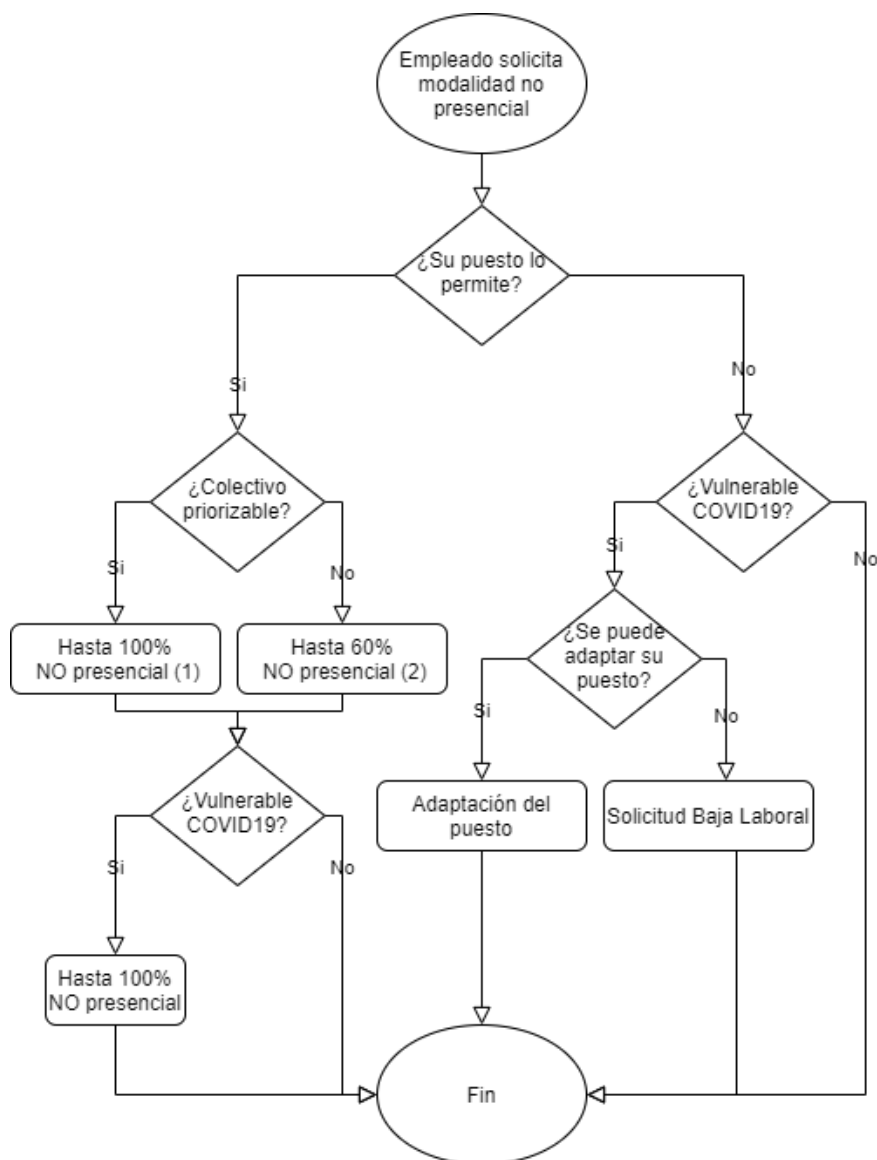 Empleado solicita
modalidad no
presencial
¿Su puesto lo
permite?
Si
No
¿Colectivo
priorizable?
¿Vulnerable
COVID19?
Si
No
Si
No
Hasta 100%
NO presencial (1)
Hasta 60%
NO presencial (2)
¿Se puede
adaptar su
puesto?
Si
No
¿Vulnerable
COVID19?
Adaptación del
puesto
Solicitud Baja Laboral
Si
No
Hasta 100%
NO presencial
Fin